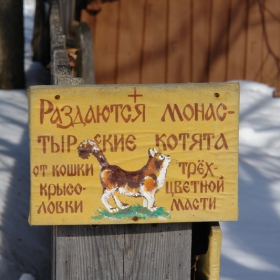 Раздаются монас-
тырские котята
от кошки трёх-
крысо- цветной
ловки масти